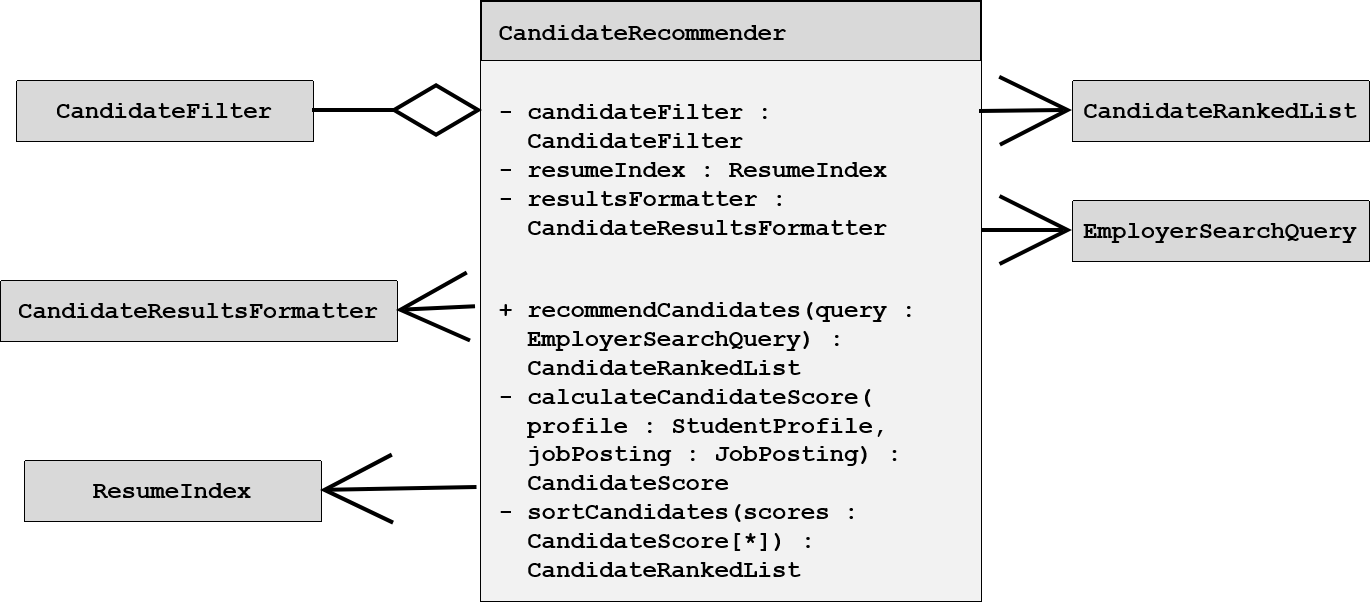 CandidateRecommender
CandidateFilter
- candidateFilter :
CandidateFilter
- resumeIndex : ResumeIndex
- resultsFormatter :
CandidateResultsFormatter
CandidateRankedList
EmployerSearchQuery
CandidateResultsFormatter
+ recommendCandidates(query :
EmployerSearchQuery) :
CandidateRankedList
- calculateCandidateScore(
profile : StudentProfile,
jobPosting : JobPosting) :
CandidateScore
- sortCandidates(scores :
CandidateScore[*]) :
CandidateRankedList
ResumeIndex